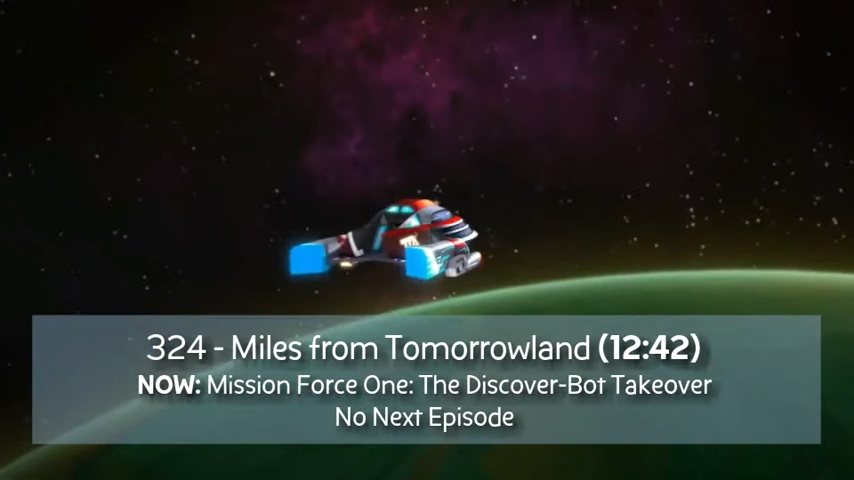 324 - Miles from Tomorrowland (12:42)
NOW: Mission Force One: The Discover-Bot Takeover
No Next Episode